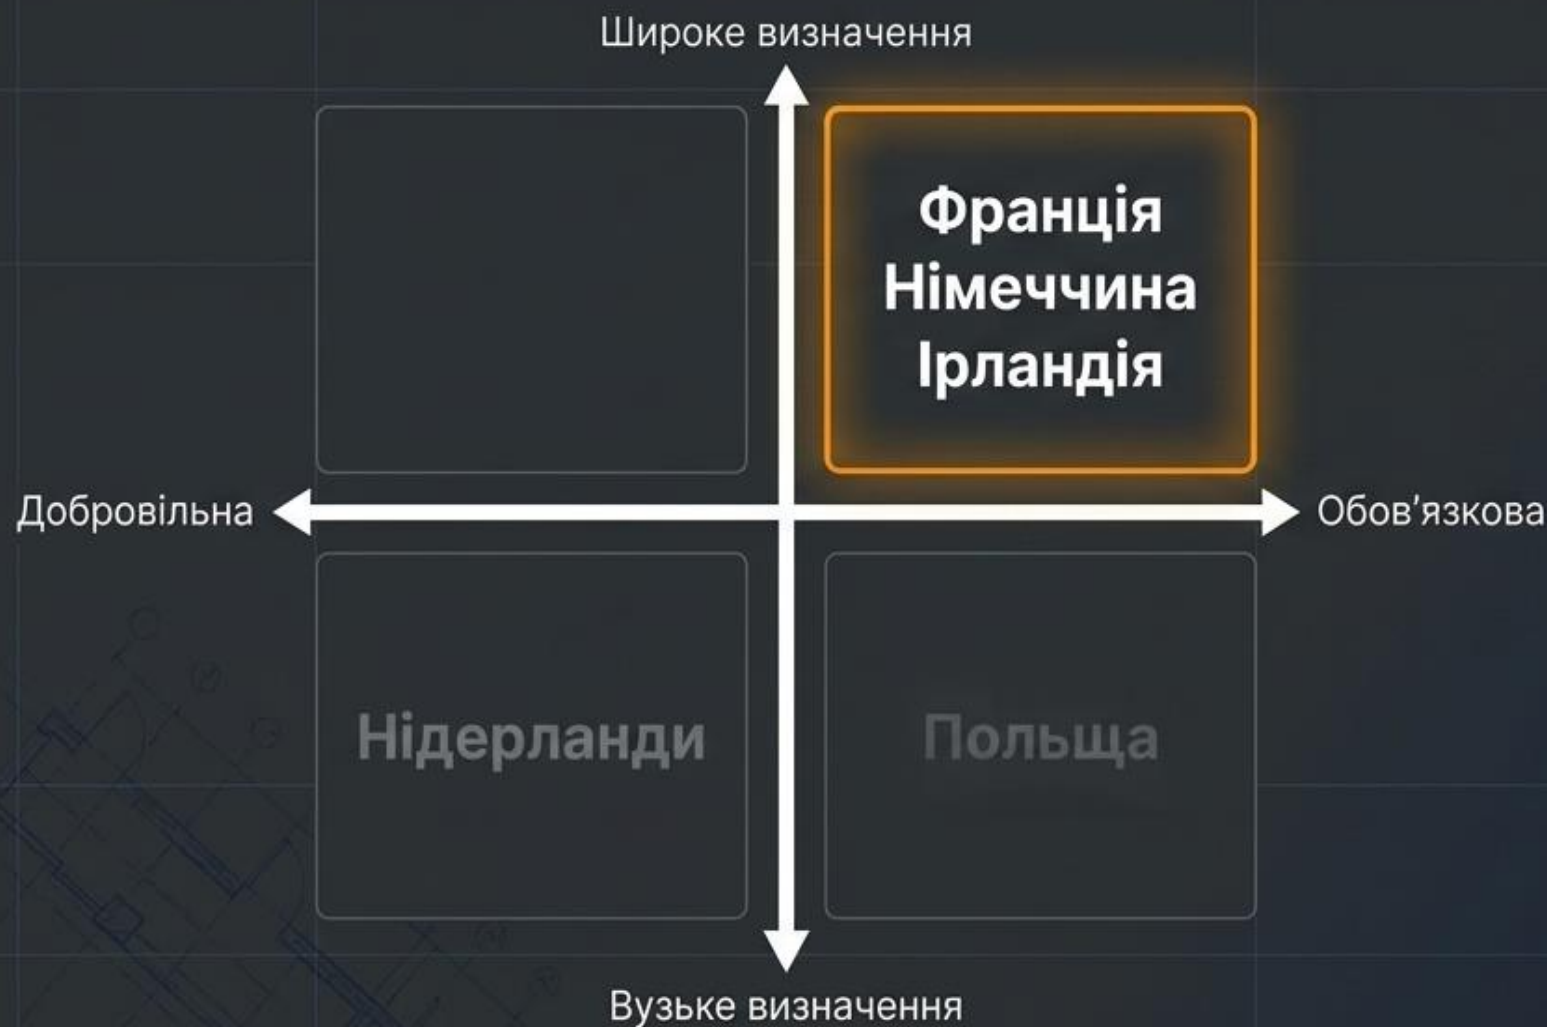 Широке визначення
Франція
Німеччина
Ірландія
Добровільна
Обов’язкова
Нідерланди
Польща
Вузьке визначення